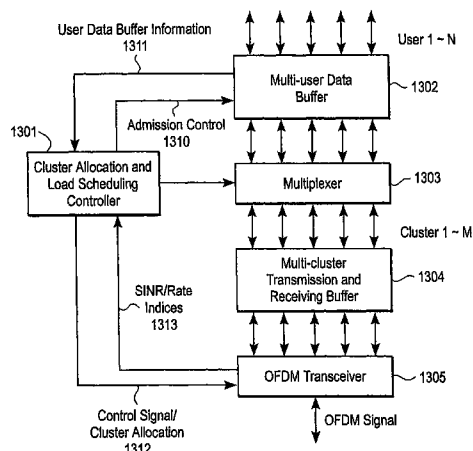 User Data Buffer Information
1311
User 1 ~ N
Multi-user Data
Buffer
1302
1301
Admission Control
1310
Cluster Allocation and
Load Scheduling
Controller
Multiplexer
1303
Cluster 1 ~ M
Multi-cluster
Transmission and
Receiving Buffer
1304
SINR/Rate
Indices
1313
OFDM Transceiver
1305
Control Signal/
Cluster Allocation
1312
OFDM Signal